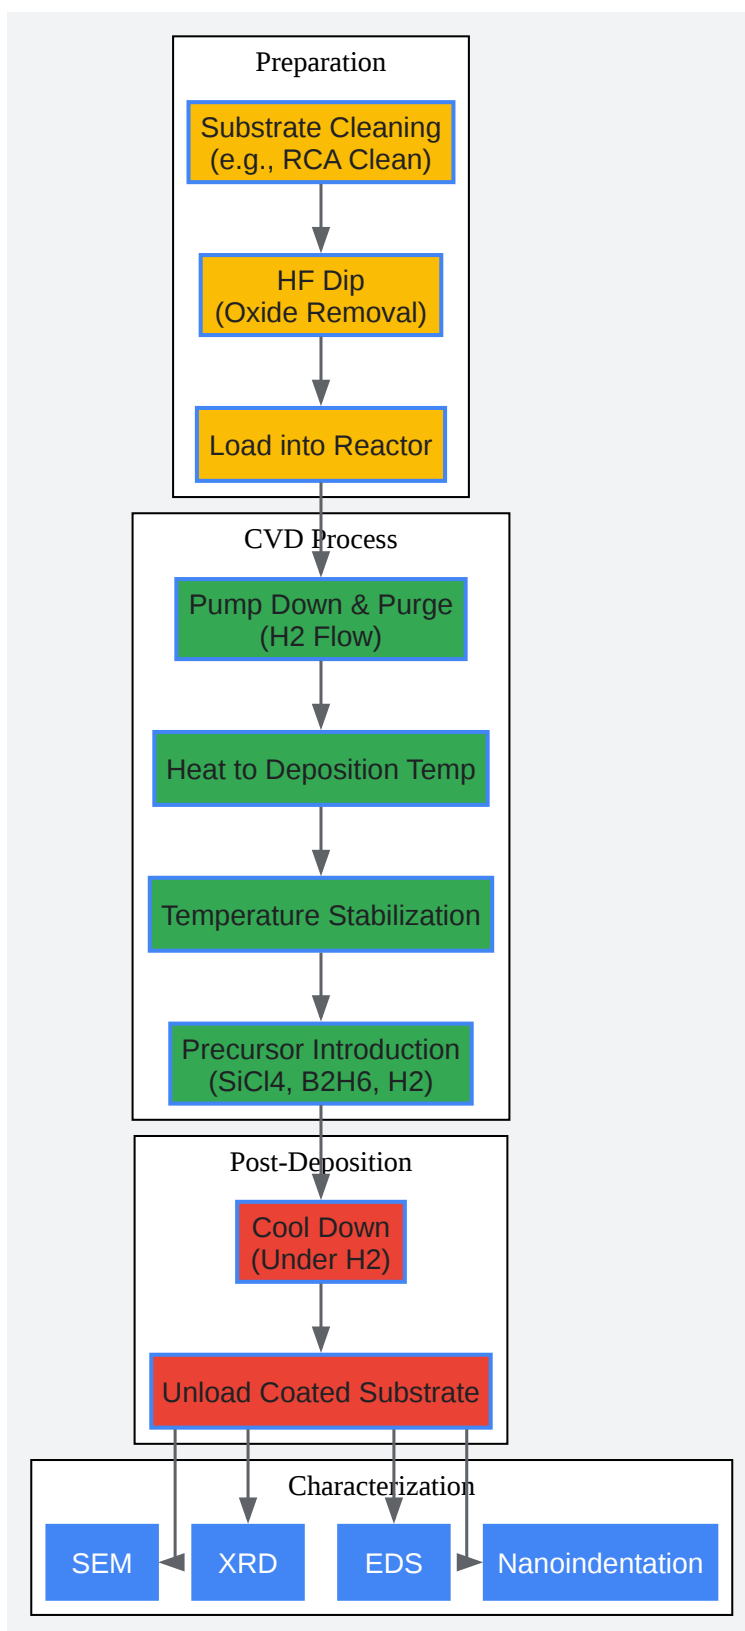 Preparation
Substrate Cleaning
(e.g., RCA Clean)
HF Dip
(Oxide Removal)
Load into Reactor
CVD Process
Pump Down & Purge
(H2 Flow)
Heat to Deposition Temp
Temperature Stabilization
Precursor Introduction
(SiCl4, B2H6, H2)
Post-Deposition
Cool Down
(Under H2)
Unload Coated Substrate
Characterization
SEM
XRD
EDS
Nanoindentation